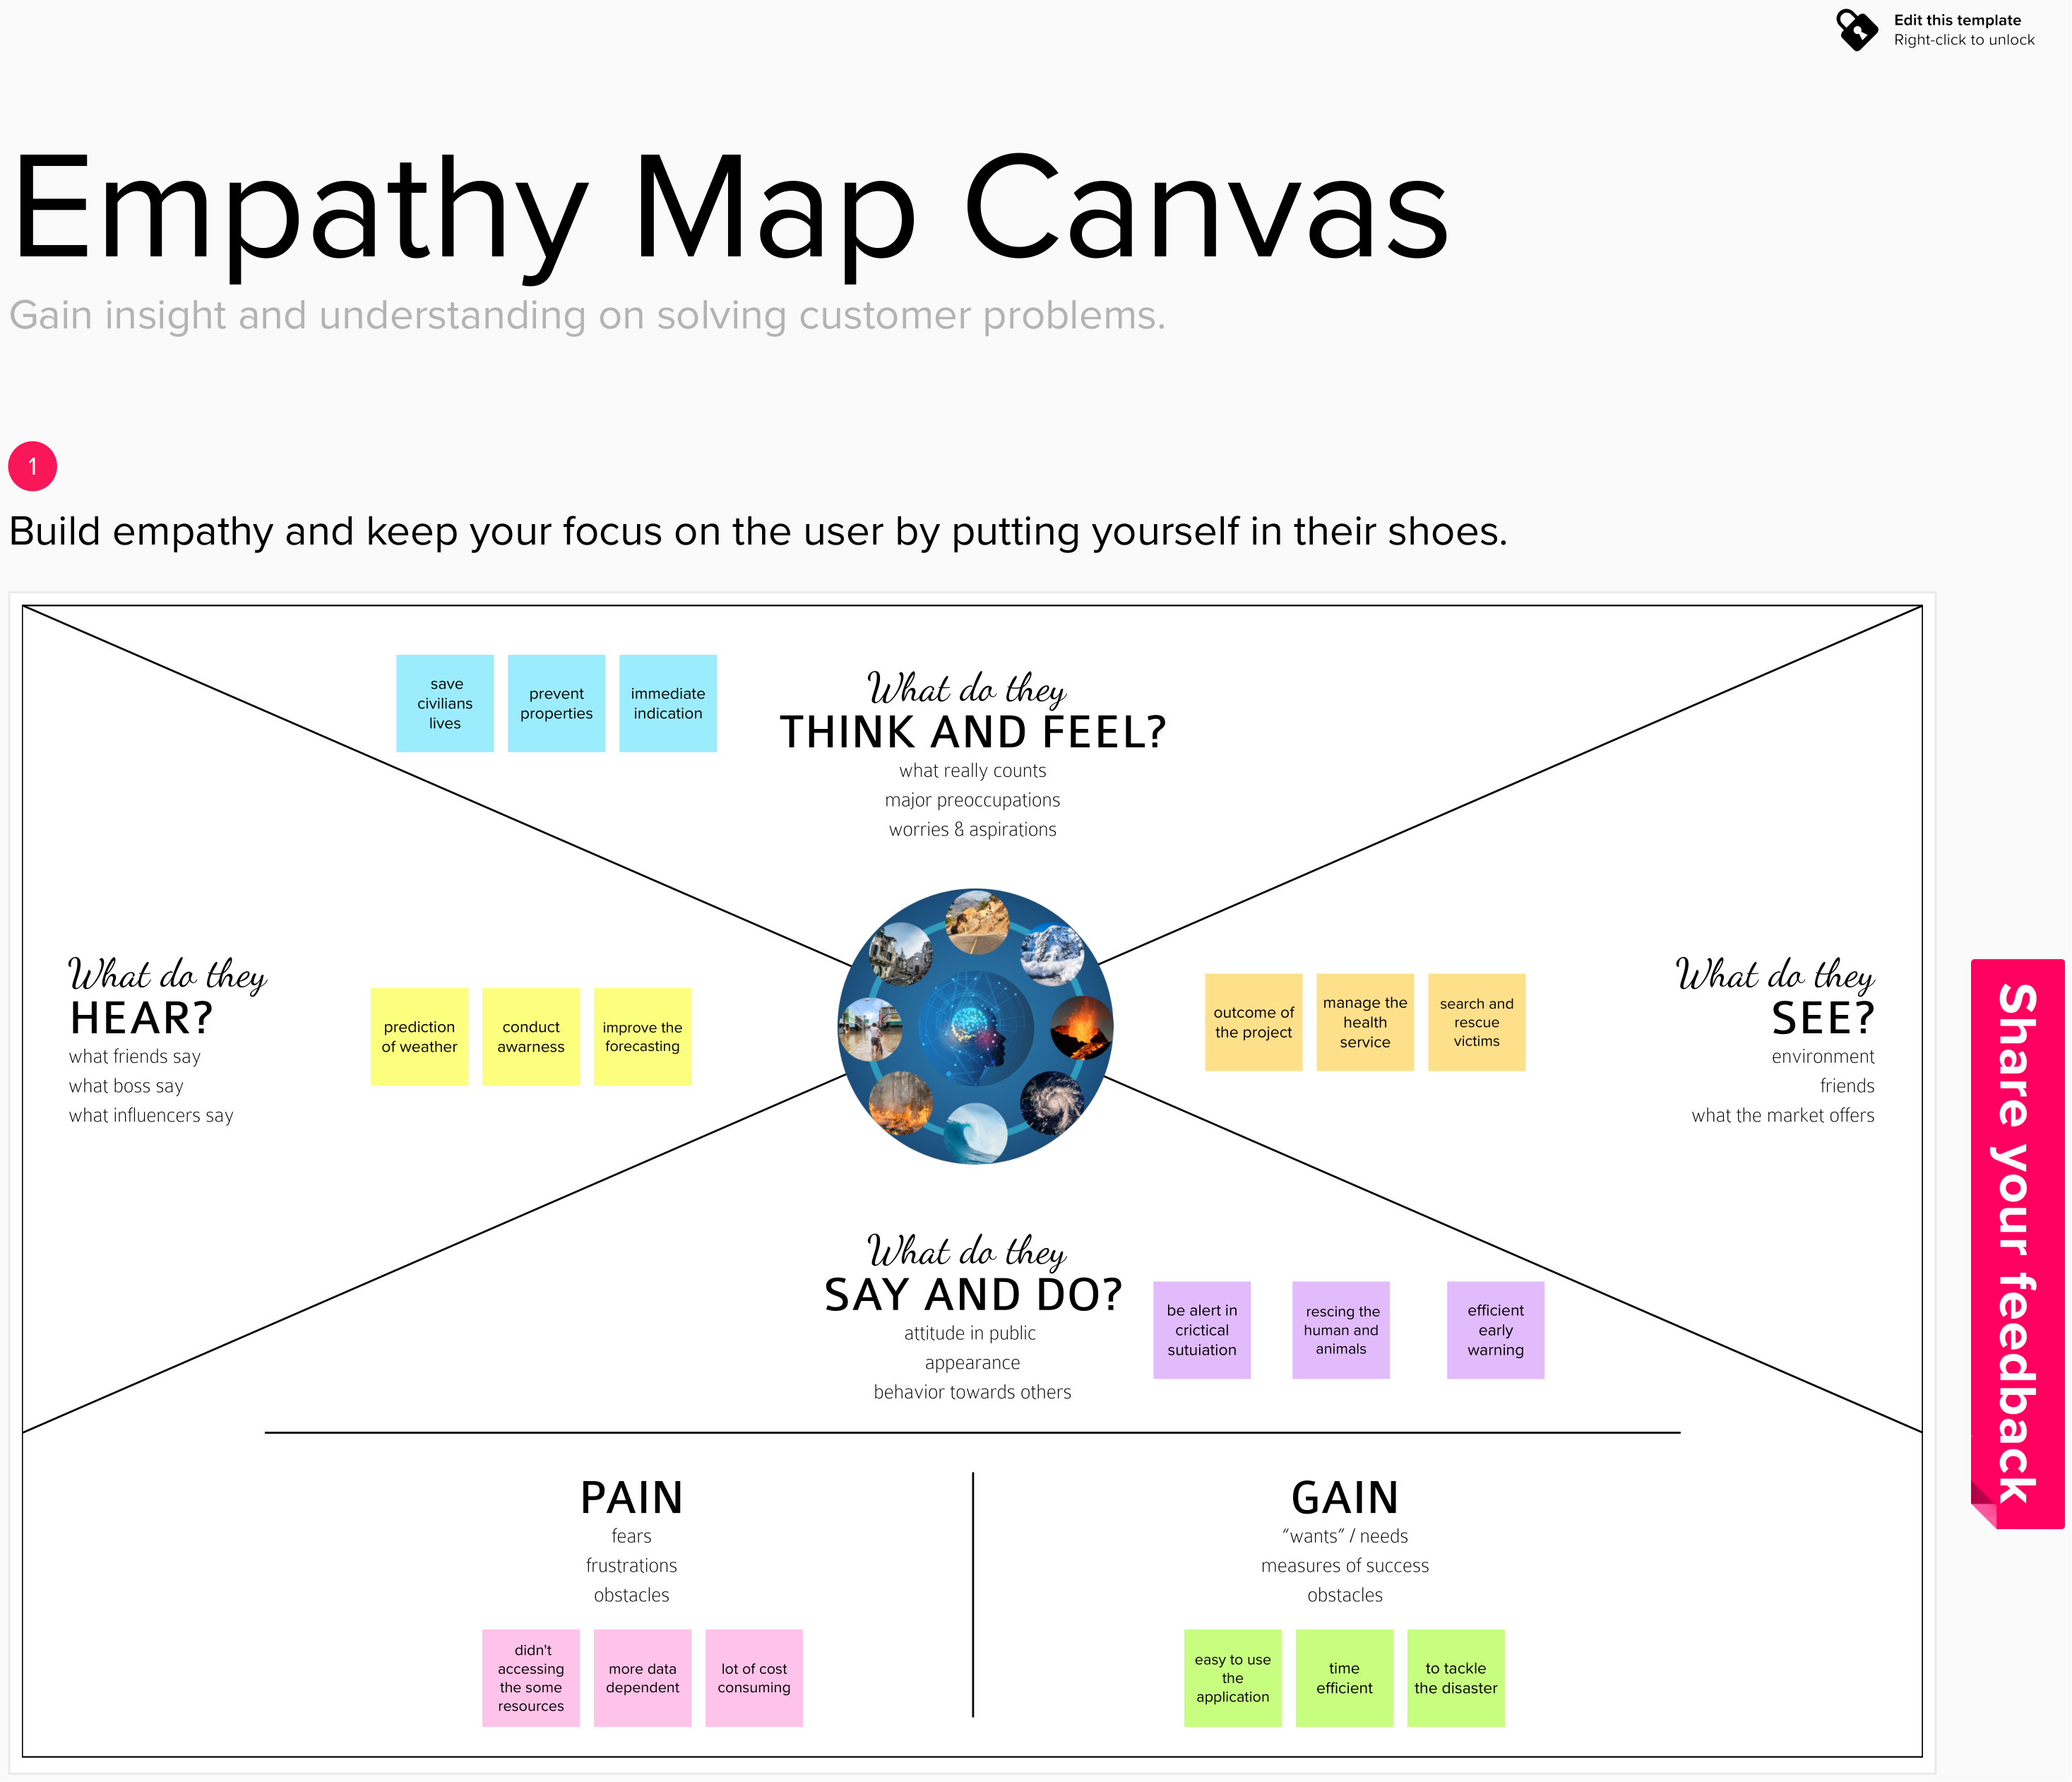 Edit this template
Right-click to unlock
Empathy Map Canvas
Gain insight and understanding on solving customer problems.
1
Build empathy and keep your focus on the user by putting yourself in their shoes.
save
civilians
lives
prevent
properties
immediate
indication
What do they
THINK AND FEEL?
what really counts
major preoccupations
worries & aspirations
What do they
HEAR?
what friends say
what boss say
what influencers say
prediction
of weather
conduct
awarness
improve the
forecasting
outcome of
the project
manage the
health
service
search and
rescue
victims
What do they
SEE?
environment
friends
what the market offers
What do they
SAY AND DO?
attitude in public
appearance
behavior towards others
be alert in
crictical
sutuiation
rescing the
human and
animals
efficient
early
warning
PAIN
fears
frustrations
obstacles
didn't
accessing
the some
resources
more data
dependent
lot of cost
consuming
GAIN
“wants” / needs
measures of success
obstacles
easy to use
the
application
time
efficient
to tackle
the disaster
Share your feedback